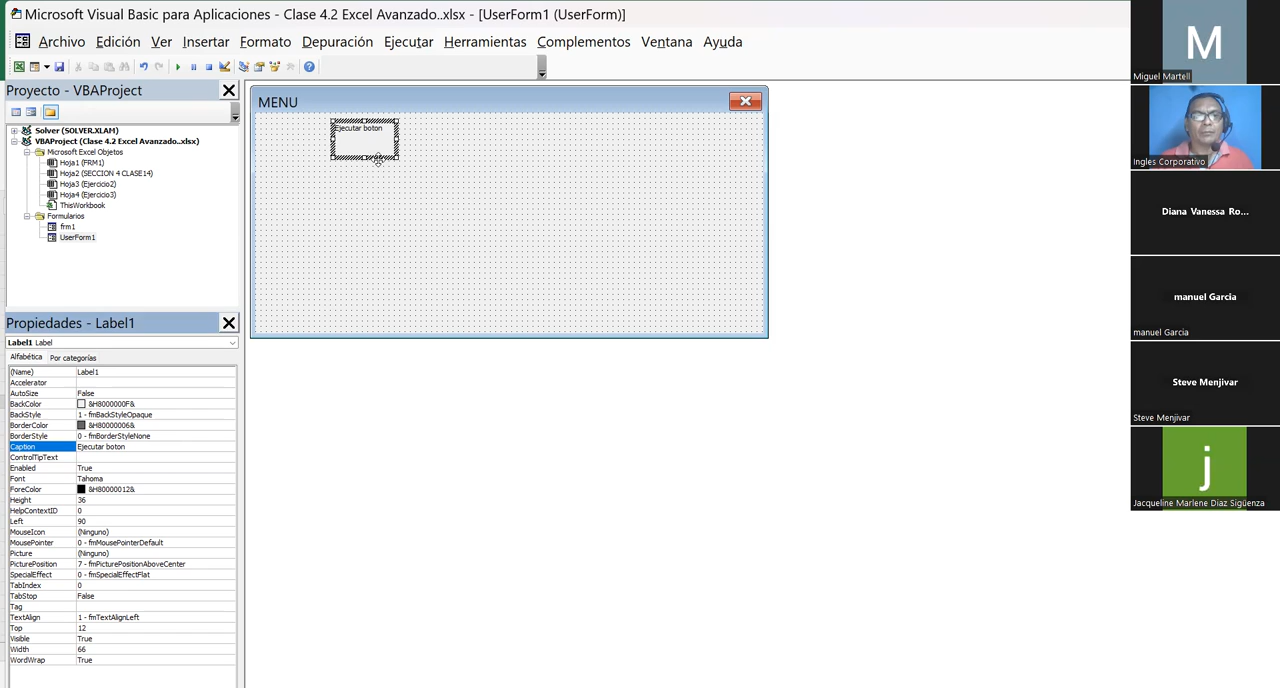 Microsoft Visual Basic para Aplicaciones - Clase 4.2 Excel Avanzado..xlsx - [UserForm1 (UserForm)]
Archivo Edición Ver Insertar Formato Depuración Ejecutar Herramientas Complementos Ventana Ayuda
Proyecto - VBAProject
Solver (SOLVER.XLAM)
VBAProject (Clase 4.2 Excel Avanzado..xlsx)
Microsoft Excel Objetos
Hoja1 (FRM1)
Hoja2 (SECCION 4 CLASE14)
Hoja3 (Ejercicio2)
Hoja4 (Ejercicio3)
ThisWorkbook
Formularios
frm1
UserForm1
Propiedades - Label1
Label1 Label
Alfabética Por categorías
(Name) Label1
Accelerator
AutoSize False
BackColor &H8000000F&
BackStyle 1 - fmBackStyleOpaque
BorderColor &H80000006&
BorderStyle 0 - fmBorderStyleNone
Caption Ejecutar boton
ControlTipText
Enabled True
Font Tahoma
ForeColor &H80000012&
Height 36
HelpContextID 0
Left 90
MouseIcon (Ninguno)
MousePointer 0 - fmMousePointerDefault
Picture (Ninguno)
PicturePosition 7 - fmPicturePositionAboveCenter
SpecialEffect 0 - fmSpecialEffectFlat
TabIndex 0
TabStop False
Tag
TextAlign 1 - fmTextAlignLeft
Top 12
Visible True
Width 66
WordWrap True
MENU
Ejecutar boton
M
Miguel Martell
Ingles Corporativo
Diana Vanessa Ro...
manuel Garcia
manuel Garcia
Steve Menjivar
Steve Menjivar
j
Jacqueline Marlene Diaz Sigüenza